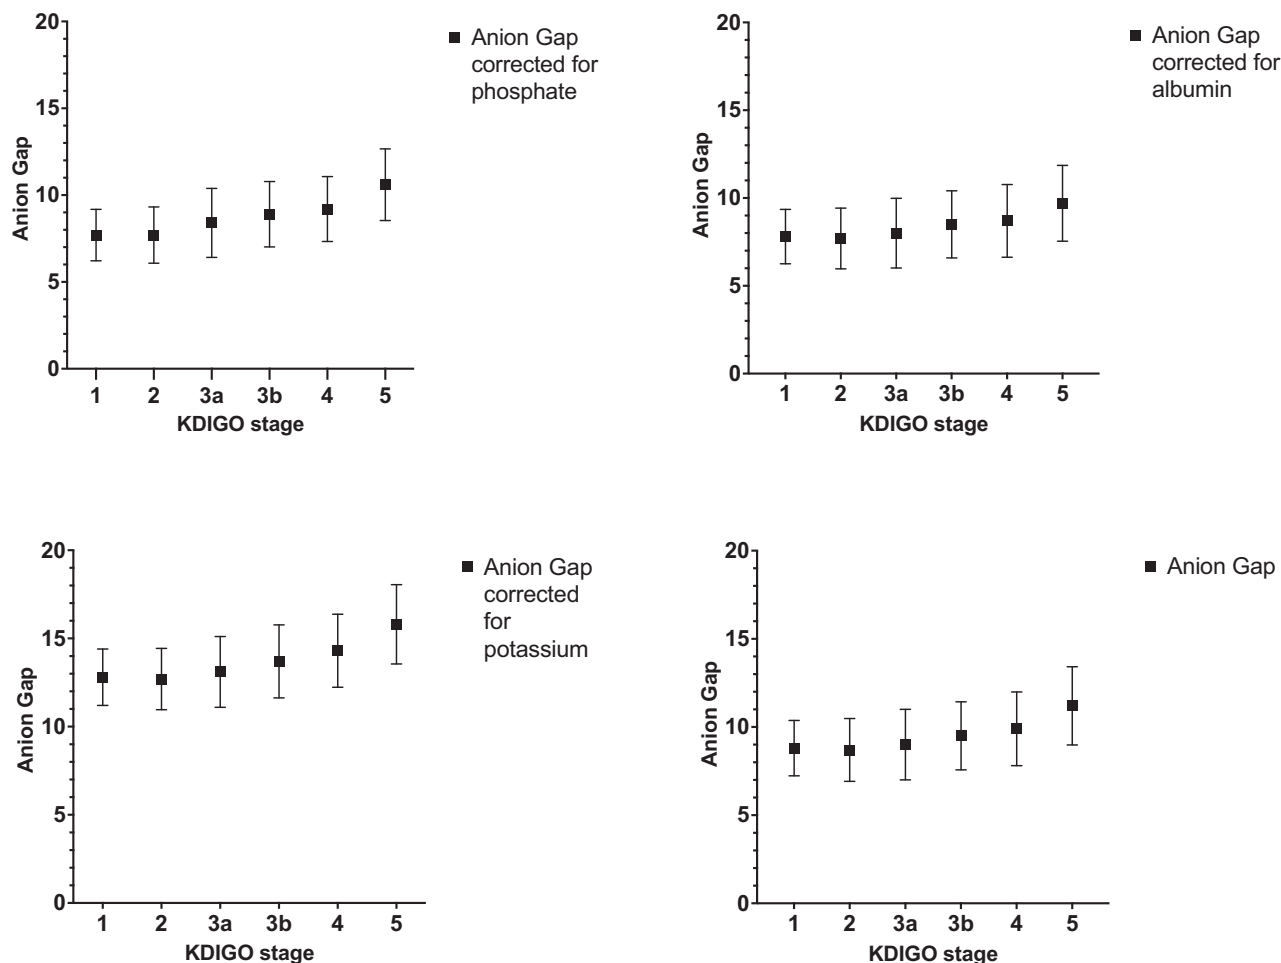 20
15
10
5
0
Anion Gap
1 2 3a 3b 4 5
KDIGO stage
Anion Gap
corrected for
phosphate
20
15
10
5
0
Anion Gap
1 2 3a 3b 4 5
KDIGO stage
Anion Gap
corrected for
albumin
20
15
10
5
0
Anion Gap
1 2 3a 3b 4 5
KDIGO stage
Anion Gap
corrected
for
potassium
20
15
10
5
0
Anion Gap
1 2 3a 3b 4 5
KDIGO stage
Anion Gap